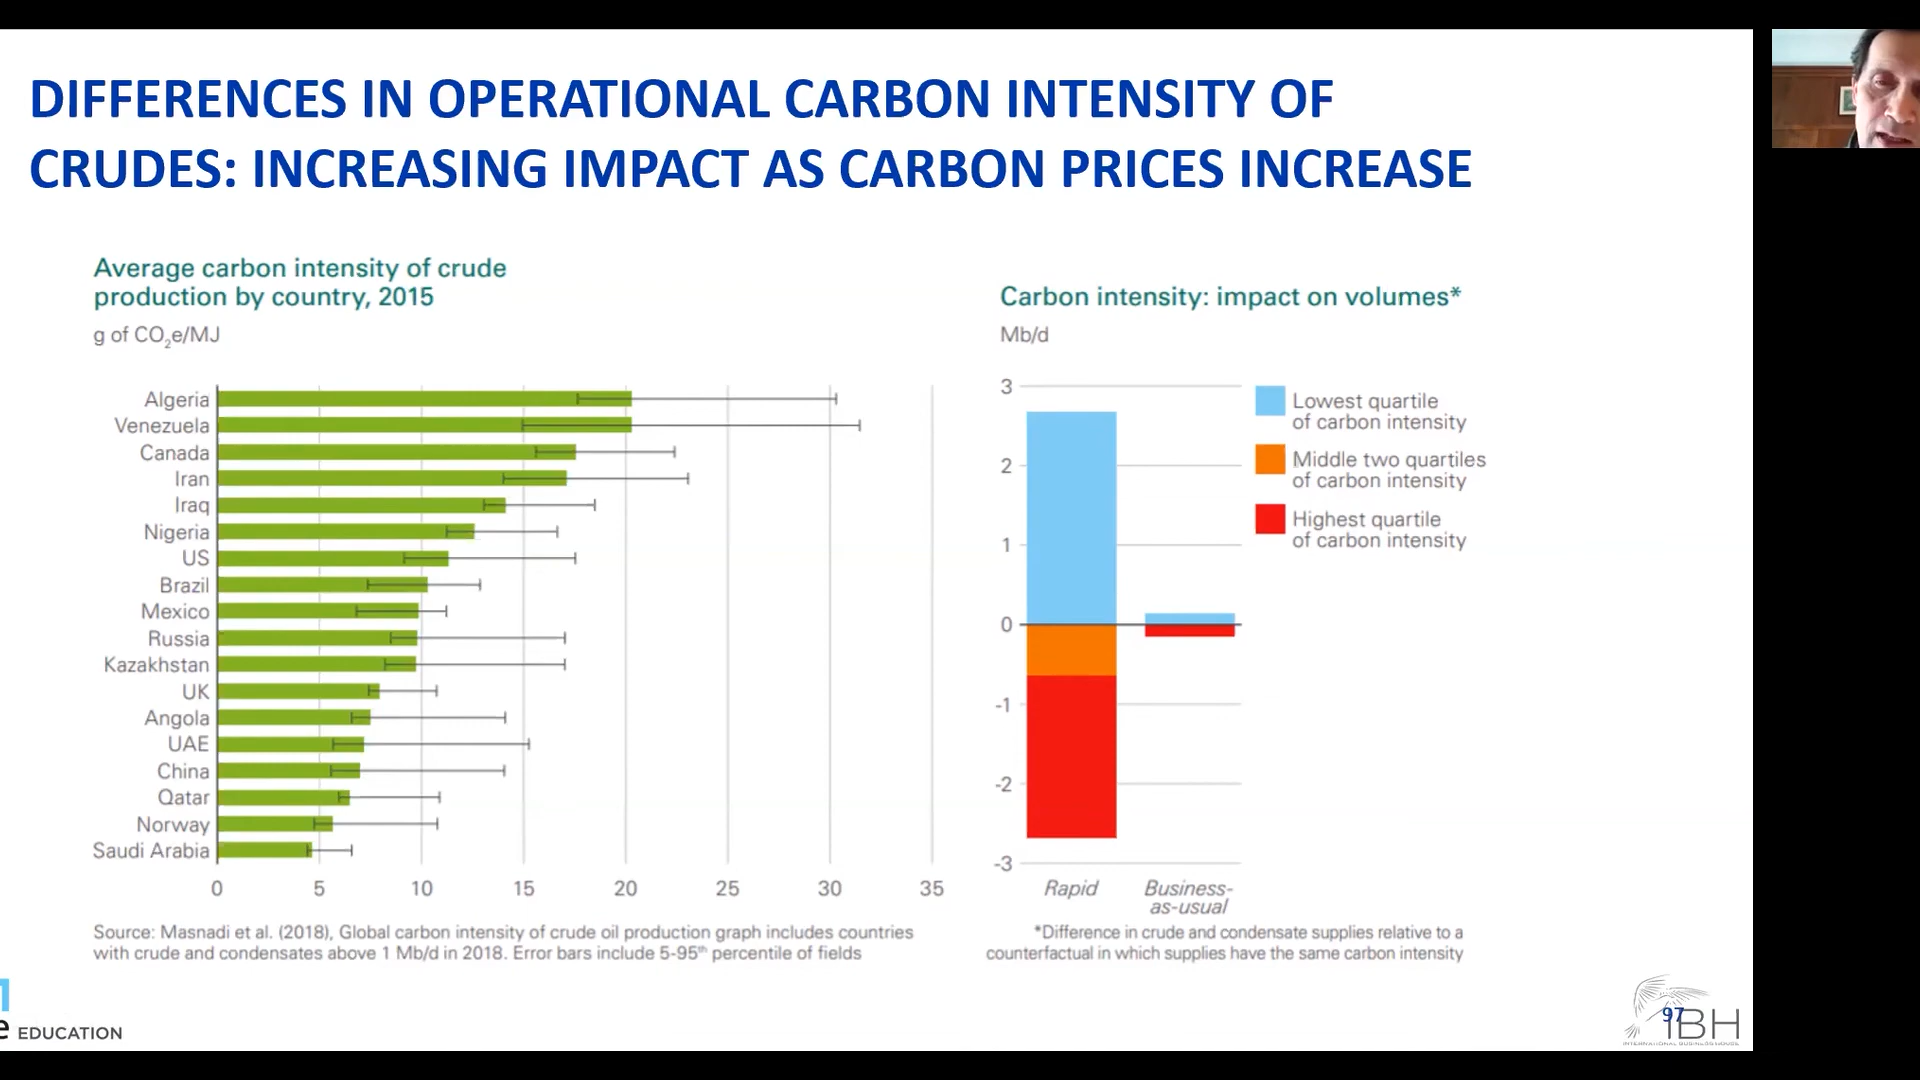 DIFFERENCES IN OPERATIONAL CARBON INTENSITY OF
CRUDES: INCREASING IMPACT AS CARBON PRICES INCREASE
Average carbon intensity of crude
production by country, 2015
g of CO₂e/MJ
Algeria
Venezuela
Canada
Iran
Iraq
Nigeria
US
Brazil
Mexico
Russia
Kazakhstan
UK
Angola
UAE
China
Qatar
Norway
Saudi Arabia
0 5 10 15 20 25 30 35
Source: Masnadi et al. (2018), Global carbon intensity of crude oil production graph includes countries
with crude and condensates above 1 Mb/d in 2018. Error bars include 5-95th percentile of fields
Carbon intensity: impact on volumes*
Mb/d
3
2
1
0
-1
-2
-3
Rapid
Business-
as-usual
Lowest quartile
of carbon intensity
Middle two quartiles
of carbon intensity
Highest quartile
of carbon intensity
*Difference in crude and condensate supplies relative to a
counterfactual in which supplies have the same carbon intensity
e EDUCATION
97
IBH
INTERNATIONAL BUSINESS HOUSE